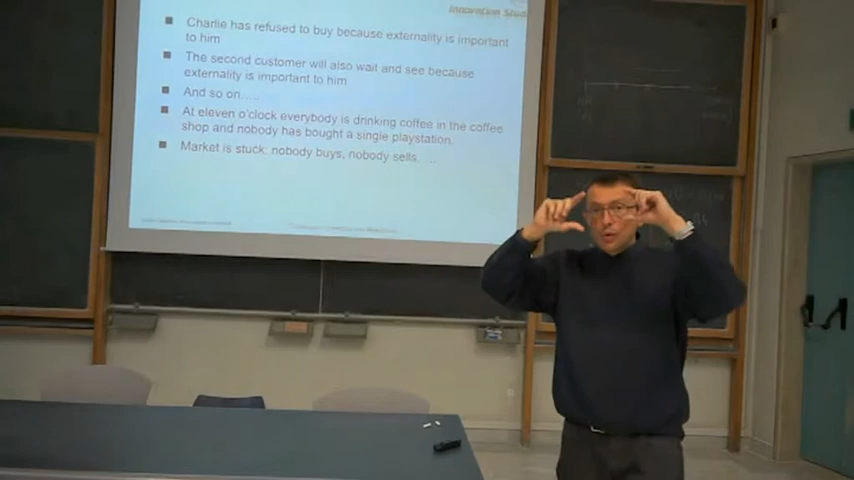 Innovation Stud
Charlie has refused to buy because externality is important
to him
The second customer will also wait and see because
externality is important to him
And so on…..
At eleven o'clock everybody is drinking coffee in the coffee
shop and nobody has bought a single playstation.
Market is stuck: nobody buys, nobody sells. …